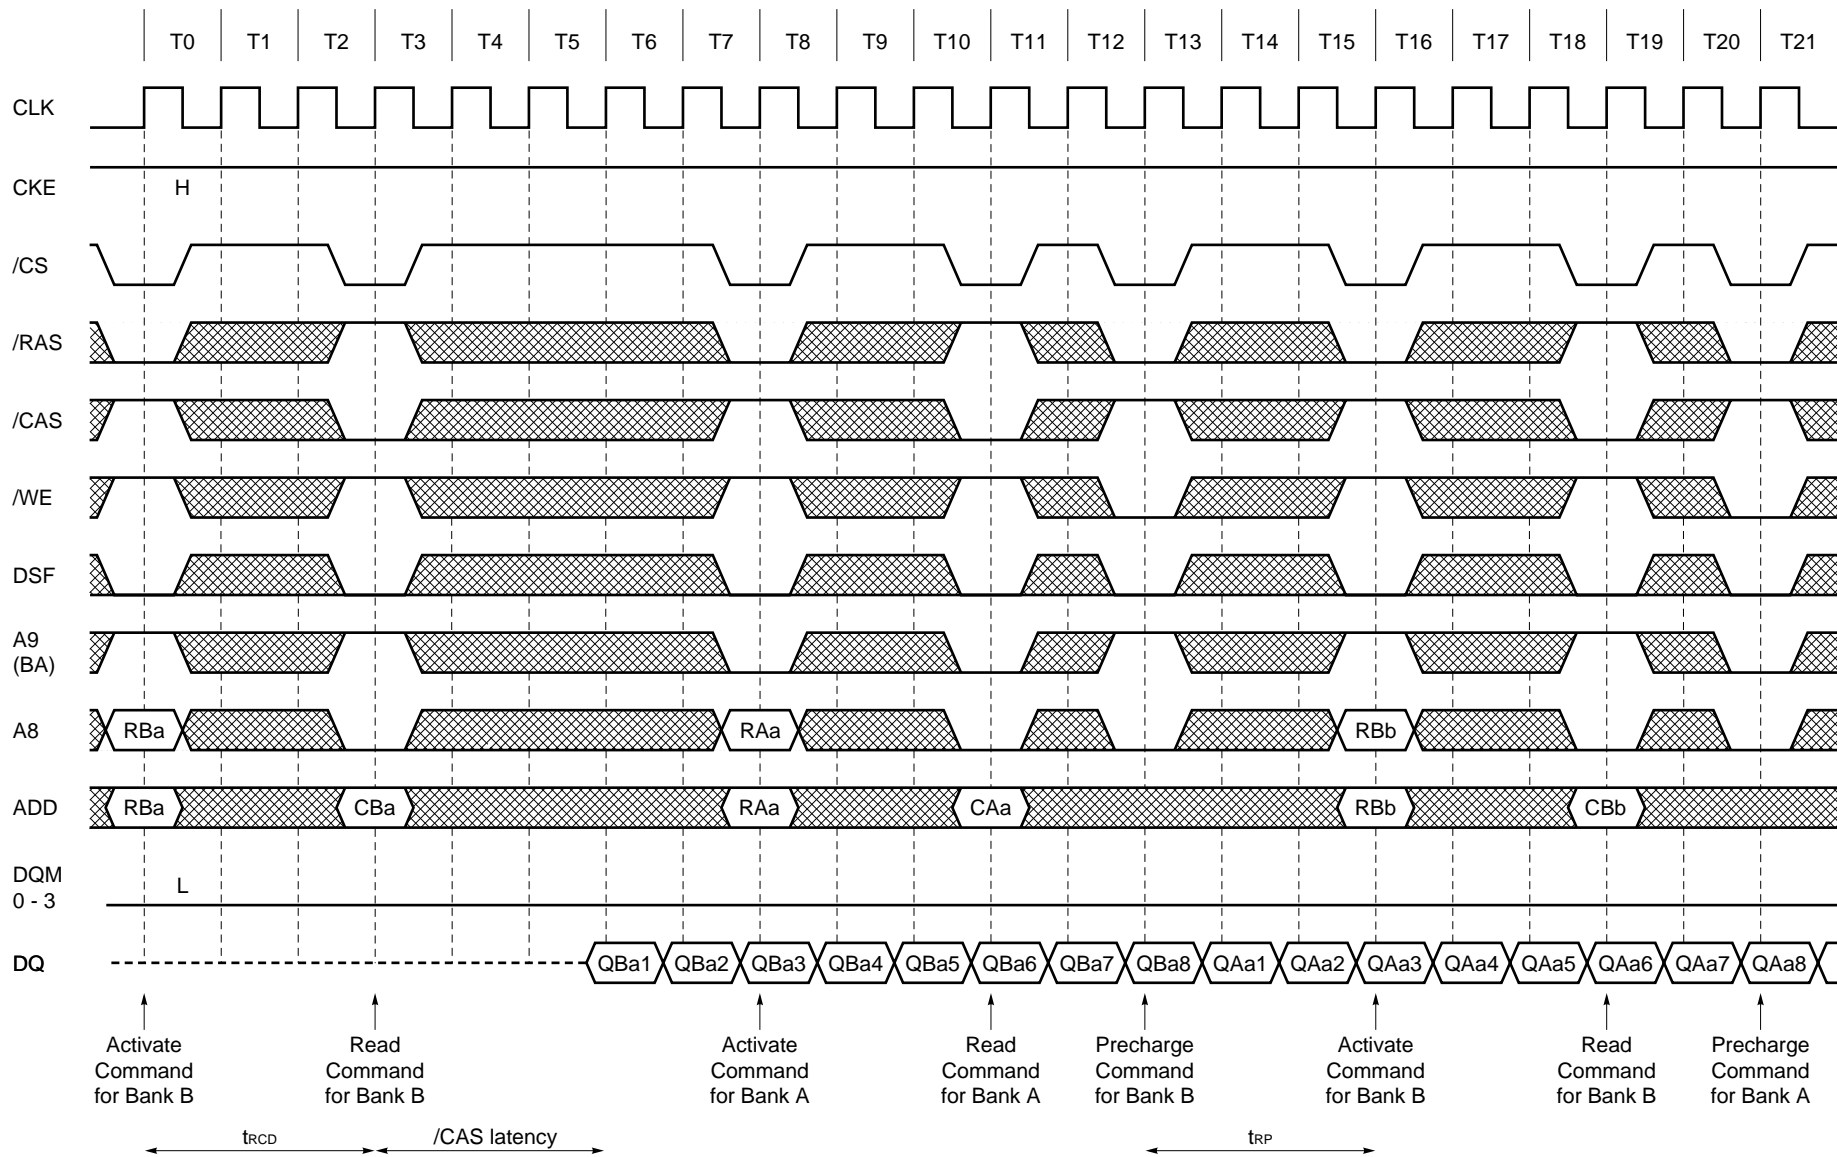 T0 T1 T2 T3 T4 T5 T6 T7 T8 T9 T10 T11 T12 T13 T14 T15 T16 T17 T18 T19 T20 T21
CLK
CKE H
/CS
/RAS
/CAS
/WE
DSF
A9
(BA)
A8 RBa RAa RBb
ADD RBa CBa RAa CAa RBb CBb
DQM
0 - 3 L
DQ QBa1 QBa2 QBa3 QBa4 QBa5 QBa6 QBa7 QBa8 QAa1 QAa2 QAa3 QAa4 QAa5 QAa6 QAa7 QAa8
Activate
Command
for Bank B
Read
Command
for Bank B
Activate
Command
for Bank A
Read
Command
for Bank A
Precharge
Command
for Bank B
Activate
Command
for Bank B
Read
Command
for Bank B
Precharge
Command
for Bank A
tRCD /CAS latency tRP